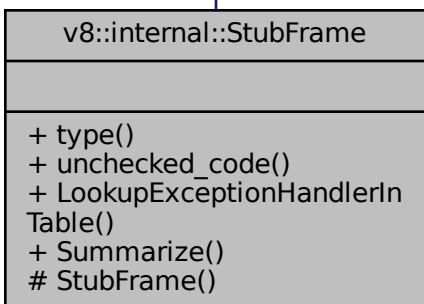 v8::internal::StubFrame
+ type()
+ unchecked_code()
+ LookupExceptionHandlerIn
Table()
+ Summarize()
# StubFrame()